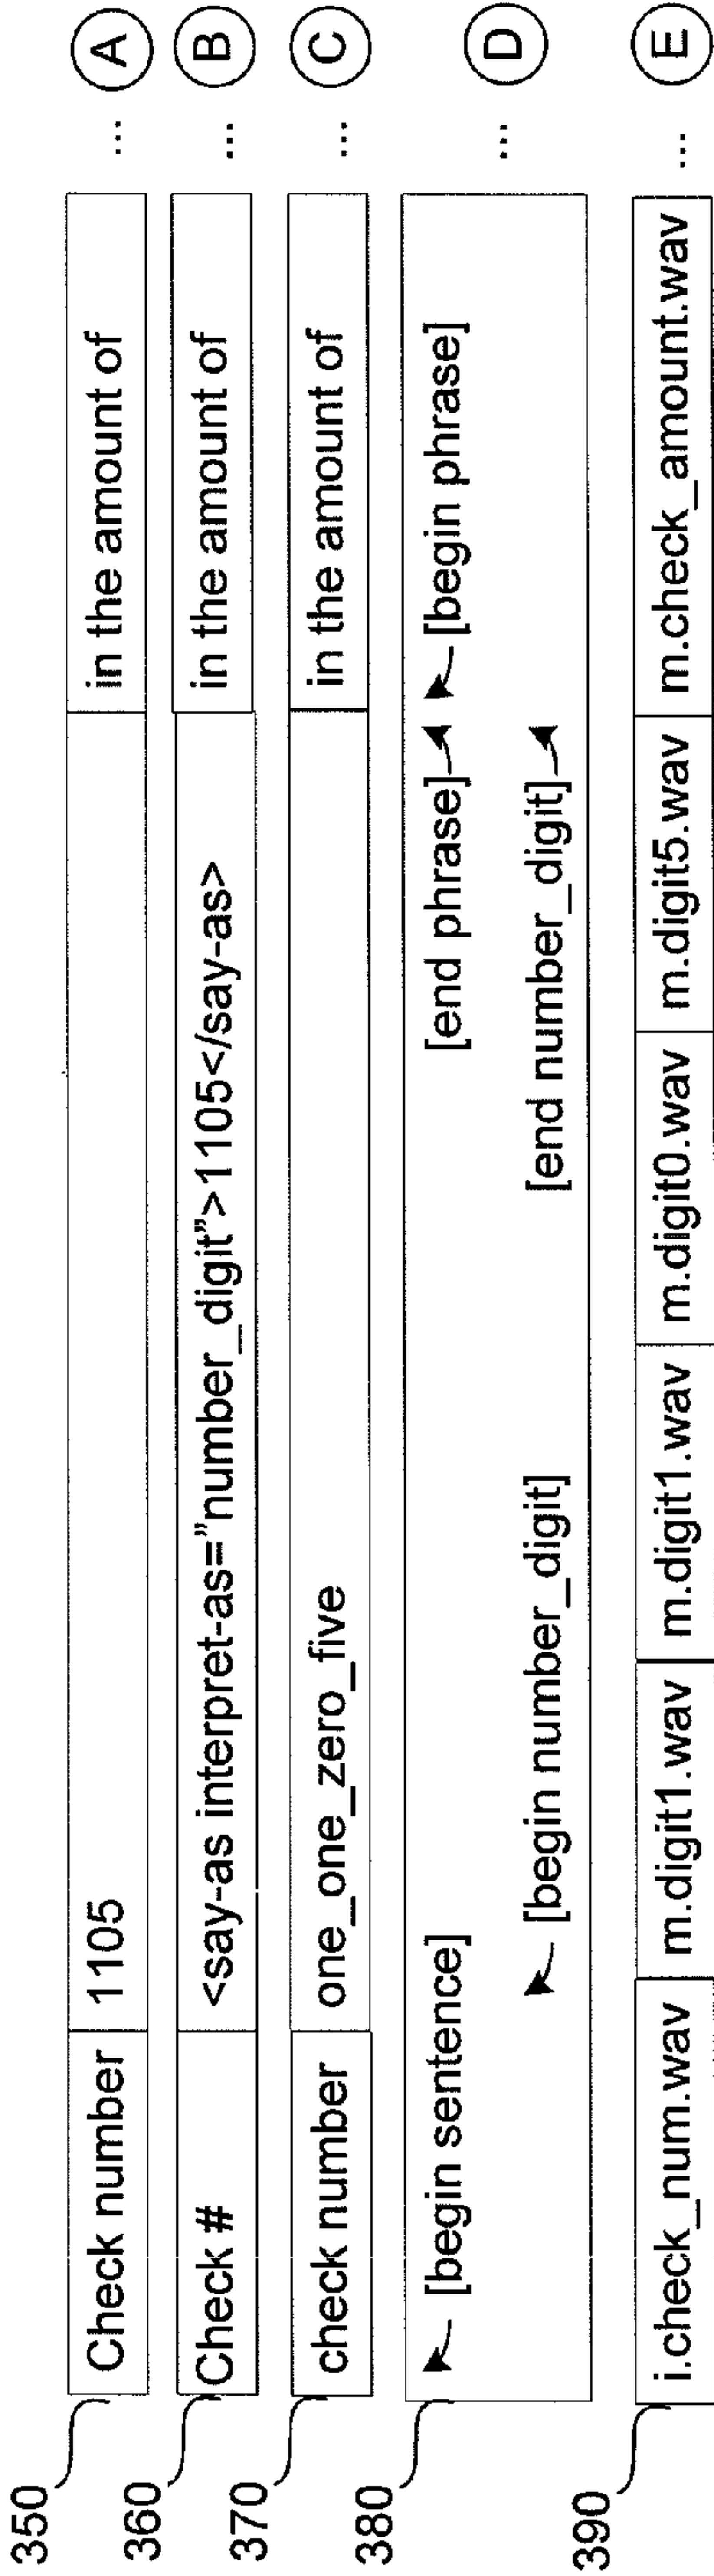 350 Check number 1105 in the amount of ... A
360 Check # <say-as interpret-as=”number_digit”>1105</say-as> in the amount of ... B
370 check number one_one_zero_five in the amount of ... C
380 [begin sentence] [end phrase] [begin phrase] ... D
[begin number_digit] [end number_digit]
390 i.check_num.wav m.digit1.wav m.digit1.wav m.digit0.wav m.digit5.wav m.check_amount.wav ... E